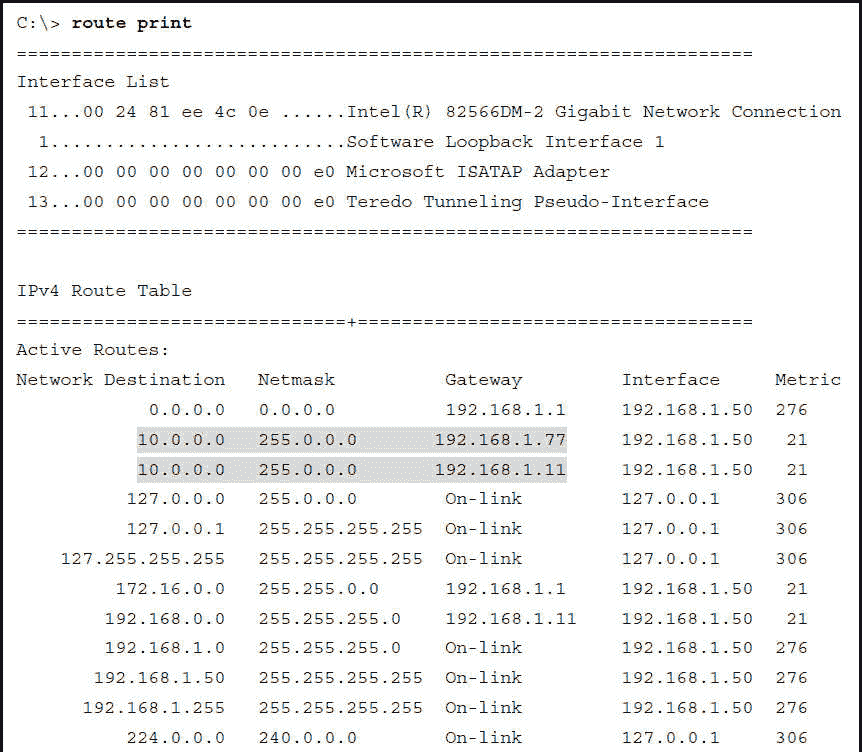 C:\> route print
===================================================================
Interface List
11...00 24 81 ee 4c 0e ......Intel(R) 82566DM-2 Gigabit Network Connection
1...........................Software Loopback Interface 1
12...00 00 00 00 00 00 00 e0 Microsoft ISATAP Adapter
13...00 00 00 00 00 00 00 e0 Teredo Tunneling Pseudo-Interface
===================================================================
IPv4 Route Table
==============================+====================================
Active Routes:
Network Destination Netmask Gateway Interface Metric
0.0.0.0 0.0.0.0 192.168.1.1 192.168.1.50 276
10.0.0.0 255.0.0.0 192.168.1.77 192.168.1.50 21
10.0.0.0 255.0.0.0 192.168.1.11 192.168.1.50 21
127.0.0.0 255.0.0.0 On-link 127.0.0.1 306
127.0.0.1 255.255.255.255 On-link 127.0.0.1 306
127.255.255.255 255.255.255.255 On-link 127.0.0.1 306
172.16.0.0 255.255.0.0 192.168.1.1 192.168.1.50 21
192.168.0.0 255.255.255.0 192.168.1.11 192.168.1.50 21
192.168.1.0 255.255.255.0 On-link 192.168.1.50 276
192.168.1.50 255.255.255.255 On-link 192.168.1.50 276
192.168.1.255 255.255.255.255 On-link 192.168.1.50 276
224.0.0.0 240.0.0.0 On-link 127.0.0.1 306